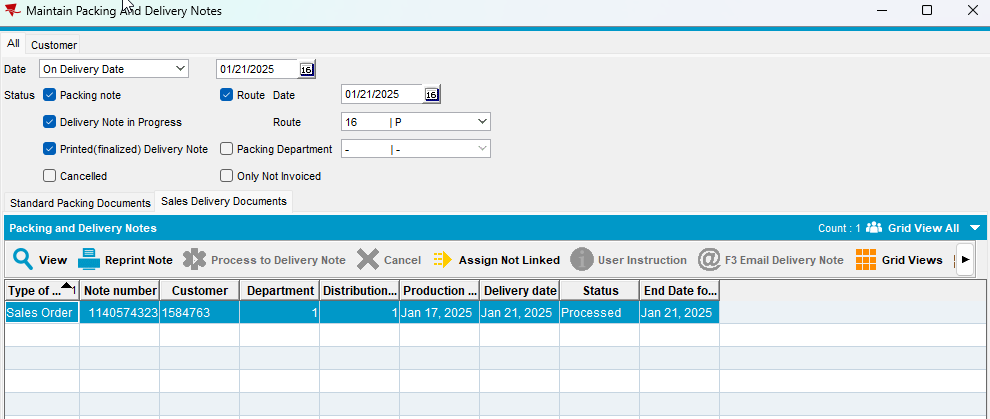 Maintain Packing And Delivery Notes
All Customer
Date On Delivery Date 01/21/2025 16
Status Packing note Route Date 01/21/2025 16
Delivery Note in Progress Route 16 | P
Printed(finalized) Delivery Note Packing Department - | -
Cancelled Only Not Invoiced
Standard Packing Documents Sales Delivery Documents
Packing and Delivery Notes Count : 1 Grid View All
View Reprint Note Process to Delivery Note Cancel Assign Not Linked User Instruction F3 Email Delivery Note Grid Views
Type of ... 1 Note number Customer Department Distribution... Production ... Delivery date Status End Date fo...
Sales Order 1140574323 1584763 1 1 Jan 17, 2025 Jan 21, 2025 Processed Jan 21, 2025